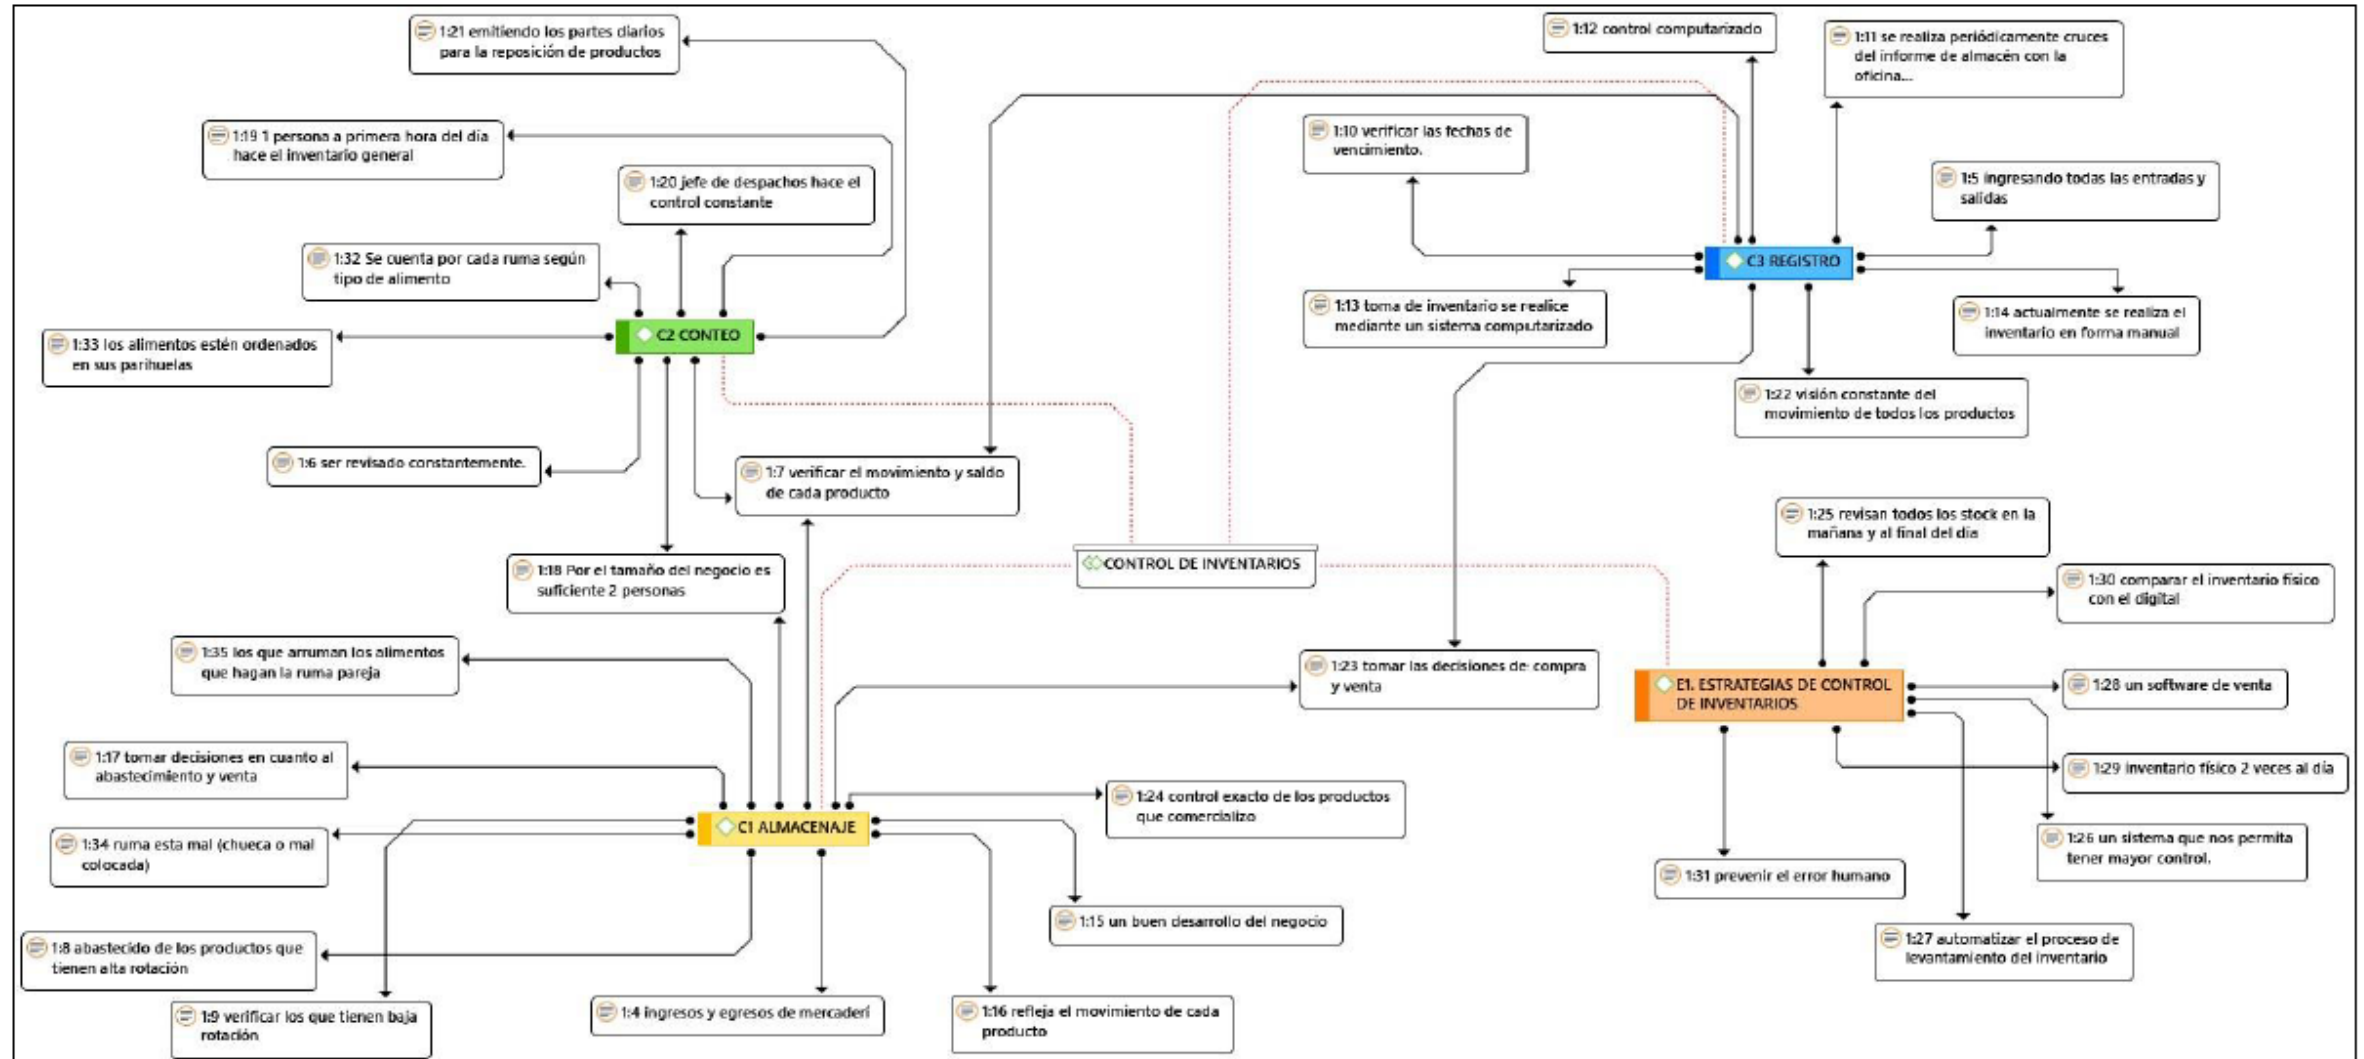 1:21 emitiendo los partes diarios
para la reposición de productos
1:12 control computarizado
1:11 se realiza periódicamente cruces
del informe de almacén con la
oficina...
1:19 1 persona a primera hora del día
hace el inventario general
1:10 verificar las fechas de
vencimiento.
1:20 jefe de despachos hace el
control constante
1:5 ingresando todas las entradas y
salidas
1:32 Se cuenta por cada ruma según
tipo de alimento
C3 REGISTRO
1:13 toma de inventario se realice
mediante un sistema computarizado
1:14 actualmente se realiza el
inventario en forma manual
C2 CONTEO
1:33 los alimentos estén ordenados
en sus parihuelas
1:22 visión constante del
movimiento de todos los productos
1:6 ser revisado constantemente.
1:7 verificar el movimiento y saldo
de cada producto
1:25 revisan todos los stock en la
mañana y al final del día
CONTROL DE INVENTARIOS
1:18 Por el tamaño del negocio es
suficiente 2 personas
1:30 comparar el inventario físico
con el digital
1:35 los que arruman los alimentos
que hagan la ruma pareja
1:23 tomar las decisiones de compra
y venta
E1. ESTRATEGIAS DE CONTROL
DE INVENTARIOS
1:28 un software de venta
1:17 tomar decisiones en cuanto al
abastecimiento y venta
1:29 inventario físico 2 veces al día
1:24 control exacto de los productos
que comercializo
C1 ALMACENAJE
1:34 ruma esta mal (chueca o mal
colocada)
1:26 un sistema que nos permita
tener mayor control.
1:31 prevenir el error humano
1:15 un buen desarrollo del negocio
1:8 abastecido de los productos que
tienen alta rotación
1:27 automatizar el proceso de
levantamiento del inventario
1:9 verificar los que tienen baja
rotación
1:4 ingresos y egresos de mercaderí
1:16 refleja el movimiento de cada
producto